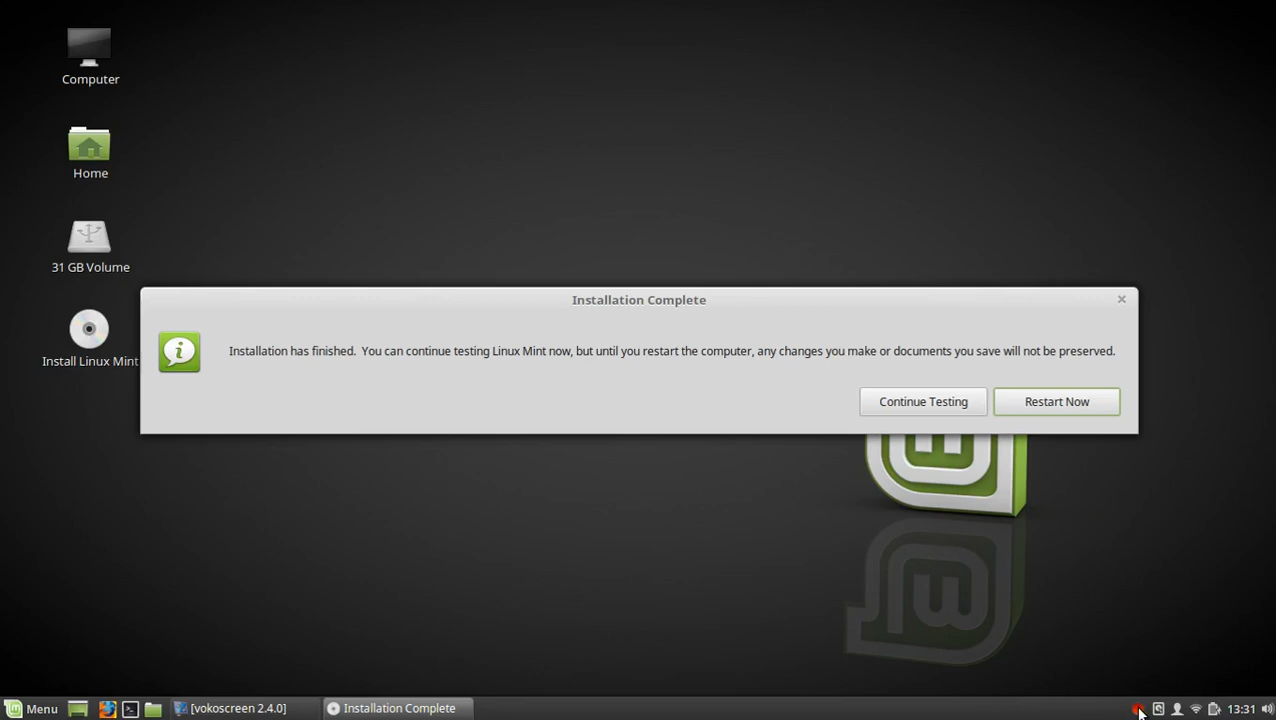 Computer
Home
31 GB Volume
Install Linux Mint
Installation Complete
Installation has finished.  You can continue testing Linux Mint now, but until you restart the computer, any changes you make or documents you save will not be preserved.
Continue Testing
Restart Now
Menu
[vokoscreen 2.4.0]
Installation Complete
13:31